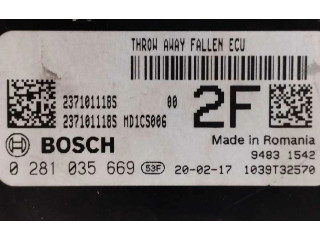 THROW AWAY FALLEN ECU
237101118S 00
237101118S MD1CS006
2F
BOSCH
Made in Romania
9483 1542
0 281 035 669 53F 20-02-17 1039T32570